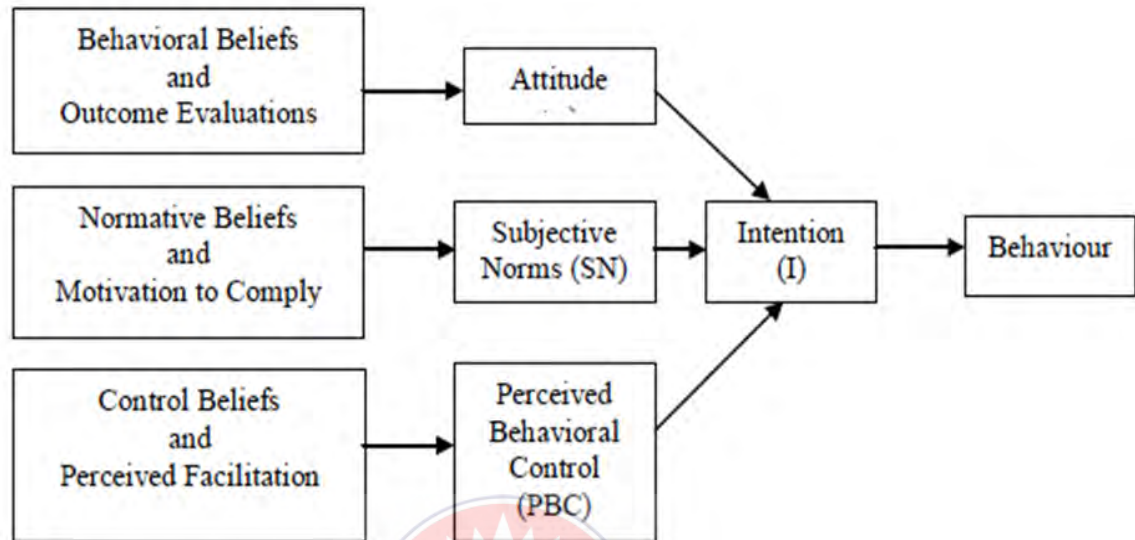 Behavioral Beliefs
and
Outcome Evaluations
Attitude
Normative Beliefs
and
Motivation to Comply
Subjective
Norms (SN)
Intention
(I)
Behaviour
Control Beliefs
and
Perceived Facilitation
Perceived
Behavioral
Control
(PBC)